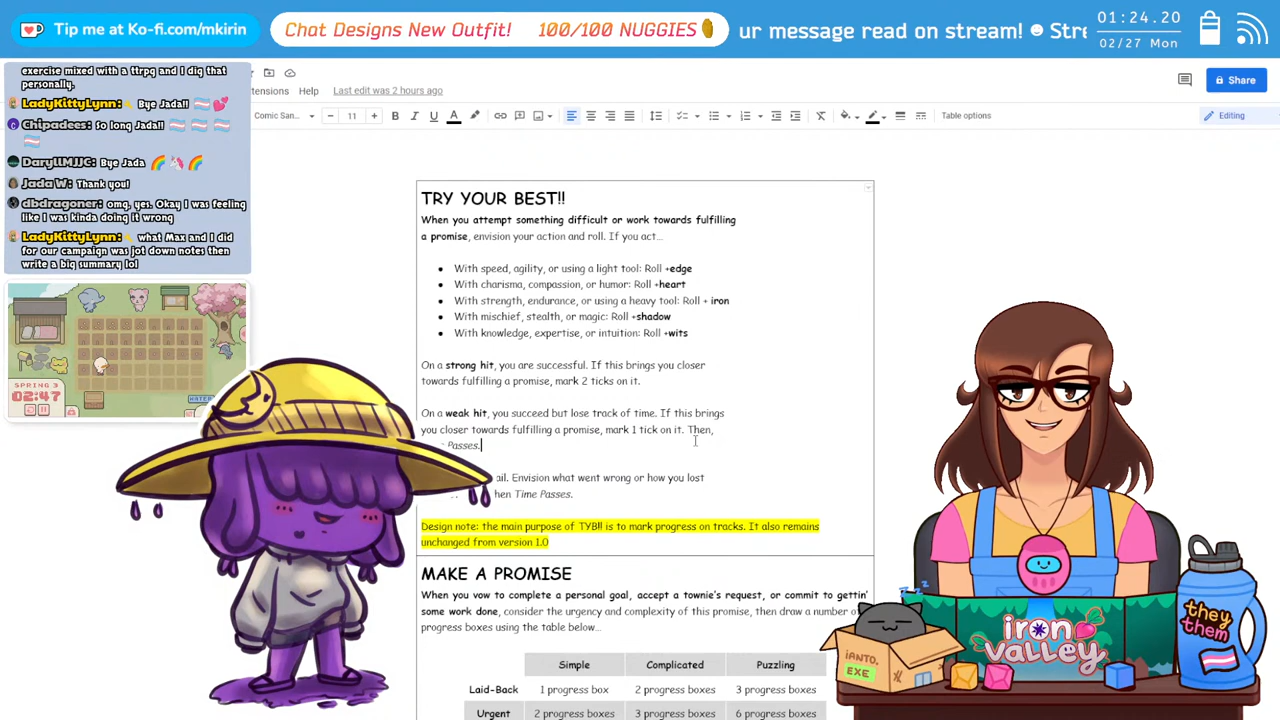 Tip me at Ko-fi.com/mkirin
Chat Designs New Outfit! 100/100 NUGGIES
ur message read on stream! ☻ Stre
01:24.20
02/27 Mon
exercise mixed with a ttrpg and I dig that
personally.
LadyKittyLynn: Bye Jada!!
Chipadees: So long Jada!!
DaryllMJJC: Bye Jada
Jada W: Thank you!
dbdragoner: omg, yes. Okay I was feeling
like I was kinda doing it wrong
LadyKittyLynn: what Max and I did
for our campaign was jot down notes then
write a big summary lol
SPRING 3
02:47
tensions Help Last edit was 2 hours ago
Share
Comic San... 11 B I U A Table options
Editing
TRY YOUR BEST!!
When you attempt something difficult or work towards fulfilling
a promise, envision your action and roll. If you act...
● With speed, agility, or using a light tool: Roll +edge
● With charisma, compassion, or humor: Roll +heart
● With strength, endurance, or using a heavy tool: Roll + iron
● With mischief, stealth, or magic: Roll +shadow
● With knowledge, expertise, or intuition: Roll +wits
On a strong hit, you are successful. If this brings you closer
towards fulfilling a promise, mark 2 ticks on it.
On a weak hit, you succeed but lose track of time. If this brings
you closer towards fulfilling a promise, mark 1 tick on it. Then,
Passes.
ail. Envision what went wrong or how you lost
hen Time Passes.
Design note: the main purpose of TYB!! is to mark progress on tracks. It also remains
unchanged from version 1.0
MAKE A PROMISE
When you vow to complete a personal goal, accept a townie's request, or commit to gettin'
some work done, consider the urgency and complexity of this promise, then draw a number of
progress boxes using the table below...
Simple Complicated Puzzling
Laid-Back 1 progress box 2 progress boxes 3 progress boxes
Urgent 2 progress boxes 3 progress boxes 6 progress boxes
iron
valley
iANTO.
EXE
they
them